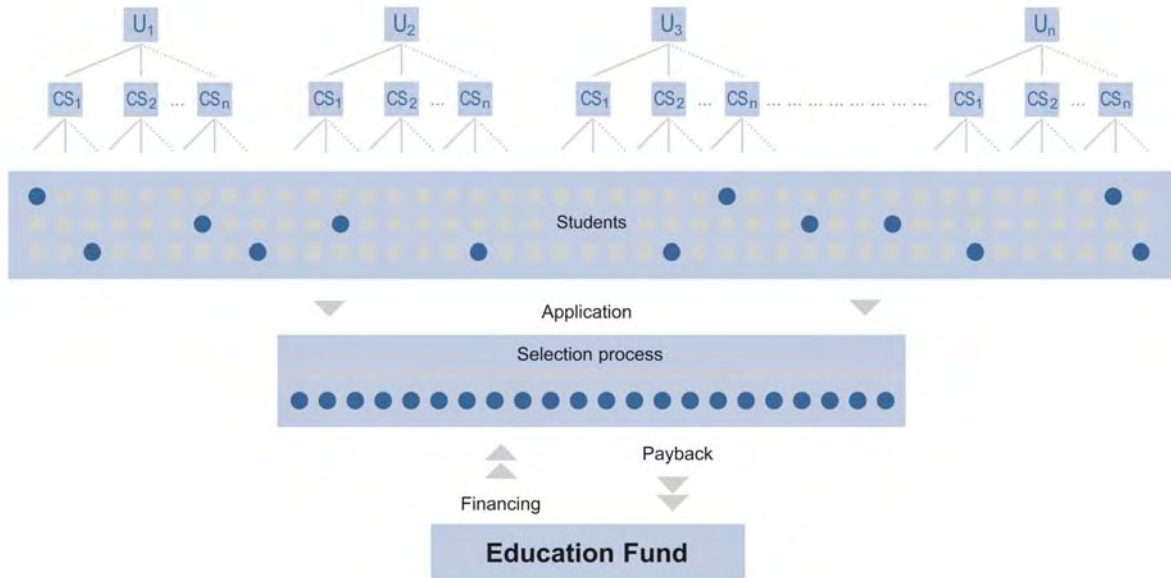 U1 U2 U3 Un
CS1 CS2 ... CSn CS1 CS2 ... CSn CS1 CS2 ... CSn ... ... ... ... ... ... ... ... CS1 CS2 ... CSn
Students
Application
Selection process
Payback
Financing
Education Fund